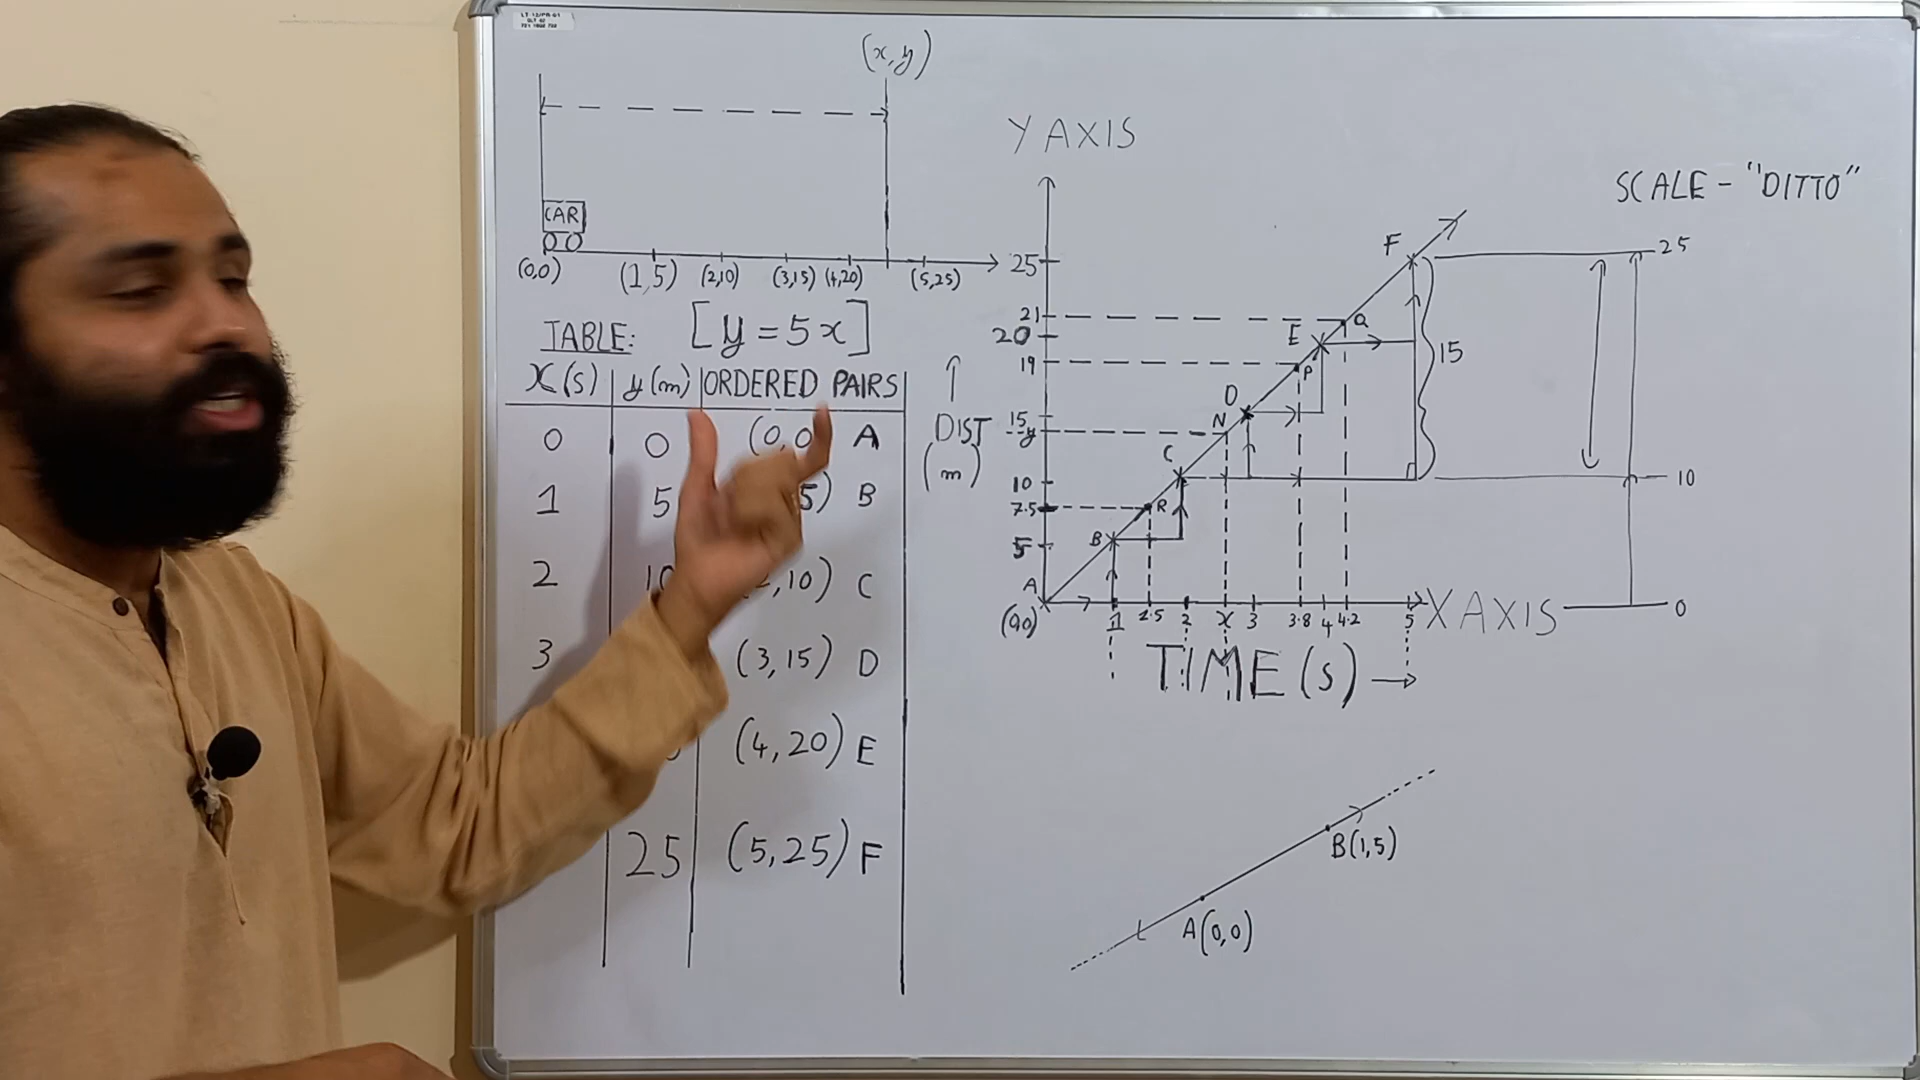 (x,y)
CAR
(0,0) (1,5) (2,10) (3,15) (4,20) (5,25)
TABLE: [y=5x]
X(s) y(m) ORDERED PAIRS
0 0 (0,0 A
1 5 5) B
2 10 ,10) C
3 (3,15) D
(4,20) E
25 (5,25) F
Y AXIS
SCALE - "DITTO"
F
25
25
21
Q
20
E
19
P
15
O
15
N
y
DIST
(m)
C
10
10
7.5
R
5
B
A
(0,0)
1 2 x 3 3.8 4 4.2 5
X AXIS
0
TIME (s)
B(1,5)
A(0,0)